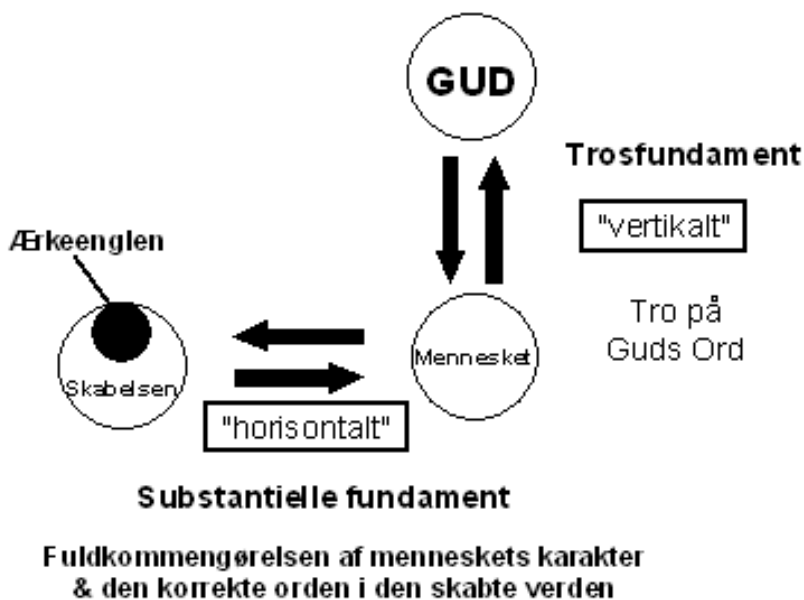 GUD
Trosfundament
"vertikalt"
Ærkeenglen
Tro på
Guds Ord
Mennesket
Skabelsen
"horisontalt"
Substantielle fundament
Fuldkommengørelsen af menneskets karakter
& den korrekte orden i den skabte verden